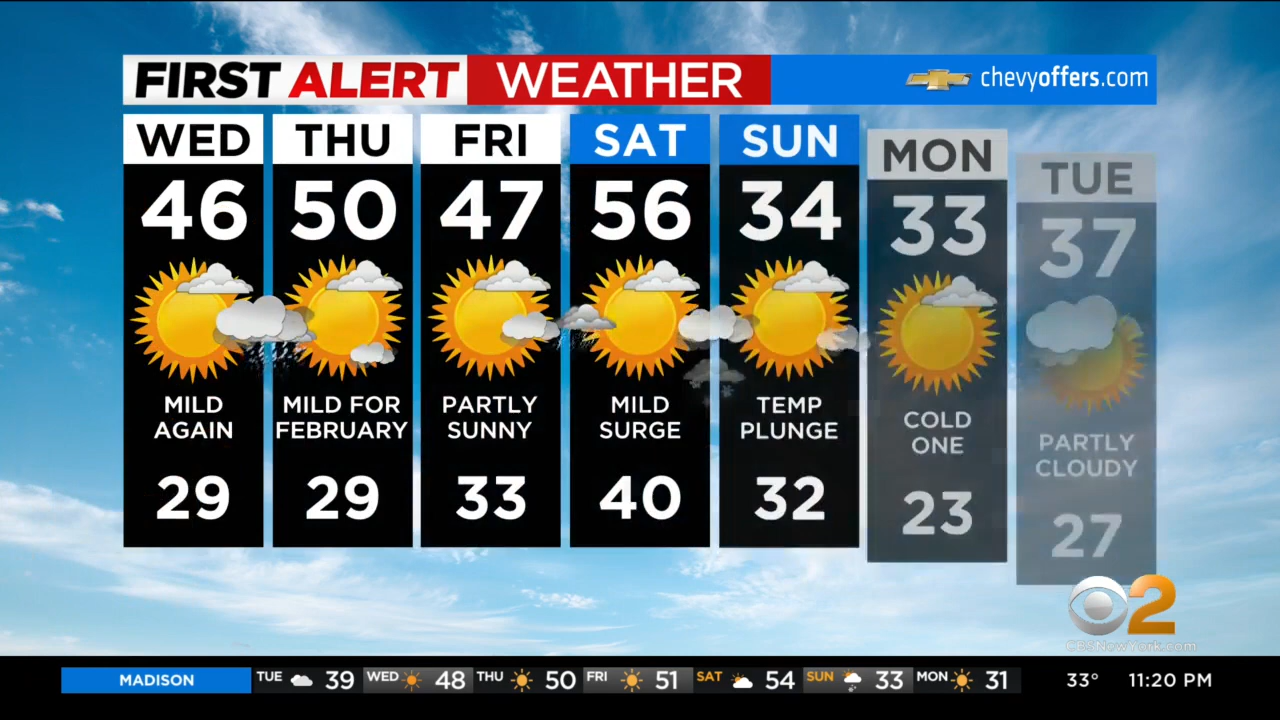 FIRST ALERT WEATHER
chevyoffers.com
WED THU FRI SAT SUN MON TUE
46 50 47 56 34 33 37
MILD AGAIN
MILD FOR FEBRUARY
PARTLY SUNNY
MILD SURGE
TEMP PLUNGE
COLD ONE
PARTLY CLOUDY
29 29 33 40 32 23 27
2
CBSNewYork.com
MADISON TUE 39 WED 48 THU 50 FRI 51 SAT 54 SUN 33 MON 31 33° 11:20 PM